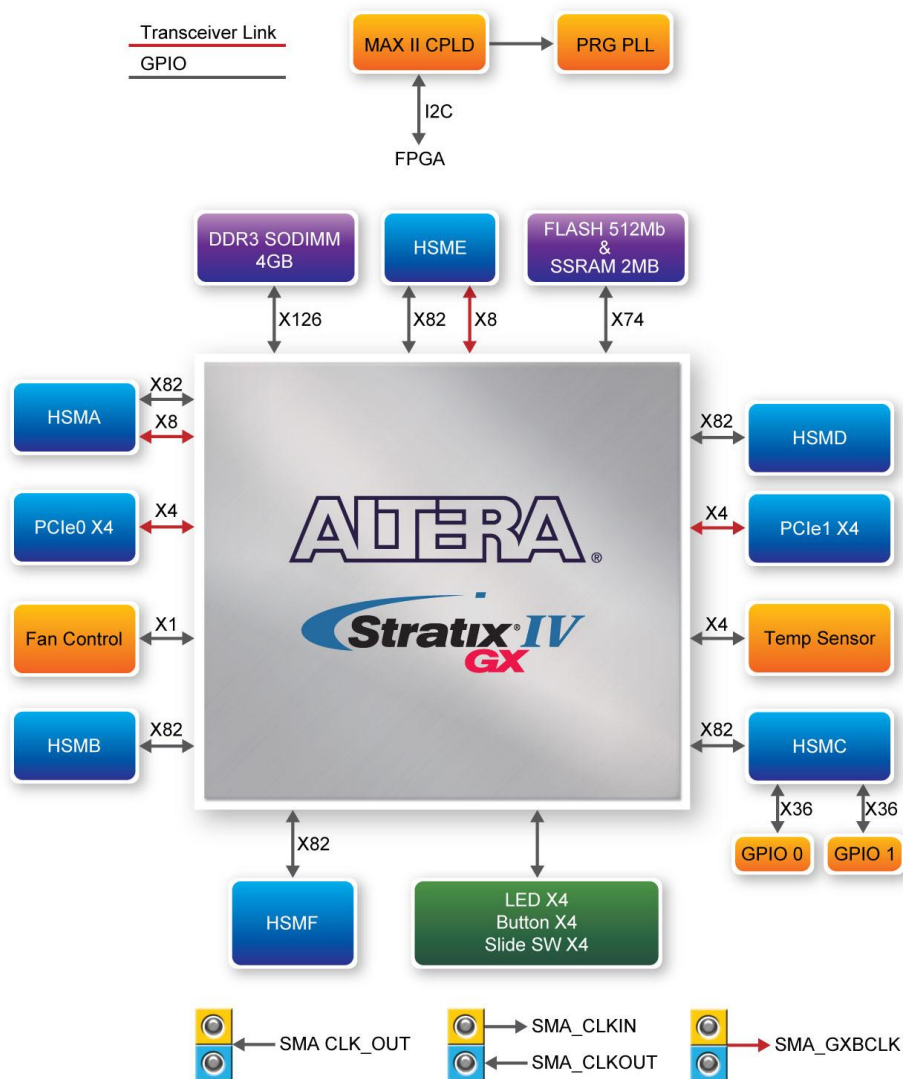 Transceiver Link
GPIO
MAX II CPLD
PRG PLL
I2C
FPGA
DDR3 SODIMM
4GB
HSME
FLASH 512Mb
&
SSRAM 2MB
X126
X82
X8
X74
HSMA
X82
X8
X82
HSMD
PCIe0 X4
X4
X4
PCIe1 X4
ALTERA®
Stratix® IV
GX
Fan Control
X1
X4
Temp Sensor
HSMB
X82
X82
HSMC
X36
X36
GPIO 0
GPIO 1
X82
HSMF
LED X4
Button X4
Slide SW X4
SMA CLK_OUT
SMA_CLKIN
SMA_CLKOUT
SMA_GXBCLK